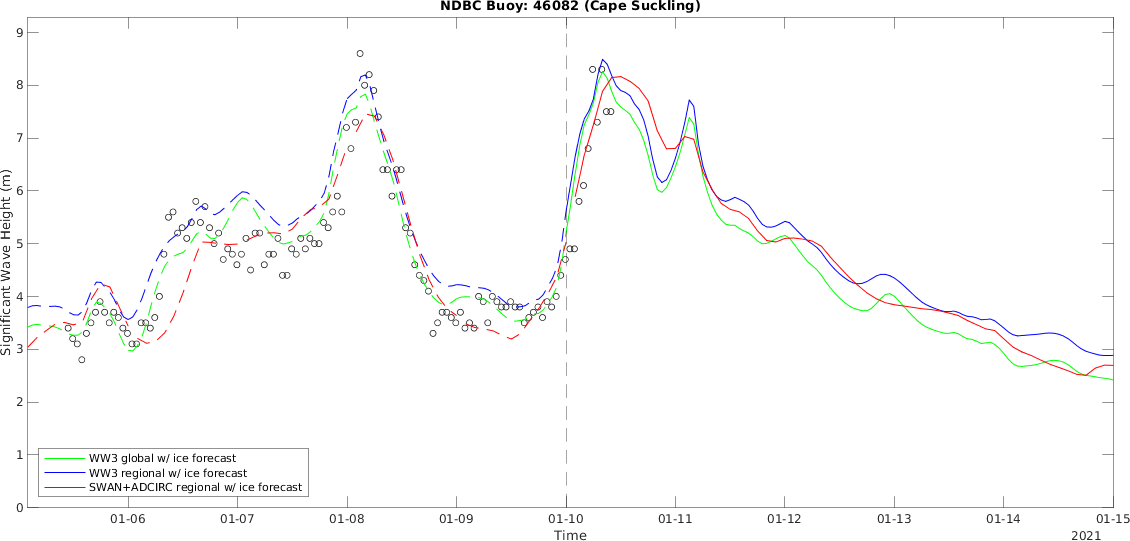 NDBC Buoy: 46082 (Cape Suckling)
9
8
7
6
5
4
3
2
1
0
Significant Wave Height (m)
WW3 global w/ ice forecast
WW3 regional w/ ice forecast
SWAN+ADCIRC regional w/ ice forecast
01-06 01-07 01-08 01-09 01-10 01-11 01-12 01-13 01-14 01-15
Time
2021